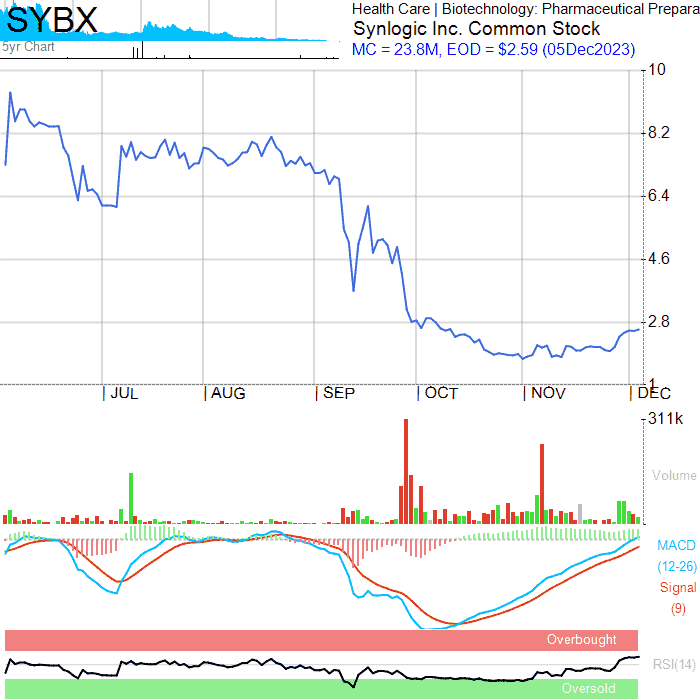 SYBX
Health Care | Biotechnology: Pharmaceutical Prepara
Synlogic Inc. Common Stock
5yr Chart
MC = 23.8M, EOD = $2.59 (05Dec2023)
10
8.2
6.4
4.6
2.8
1
| JUL | AUG | SEP | OCT | NOV | DEC
311k
Volume
MACD
(12-26)
Signal
(9)
Overbought
RSI(14)
Oversold